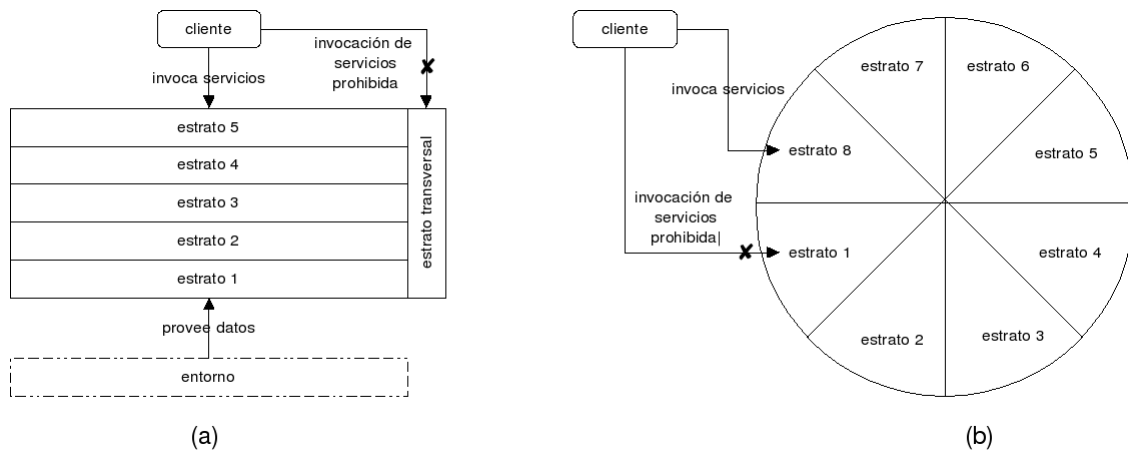 cliente
invocación de
servicios
prohibida
invoca servicios
estrato 5
estrato 4
estrato 3
estrato 2
estrato 1
estrato transversal
provee datos
entorno
(a)
cliente
invoca servicios
invocación de
servicios
prohibida|
estrato 7
estrato 6
estrato 8
estrato 5
estrato 1
estrato 4
estrato 2
estrato 3
(b)